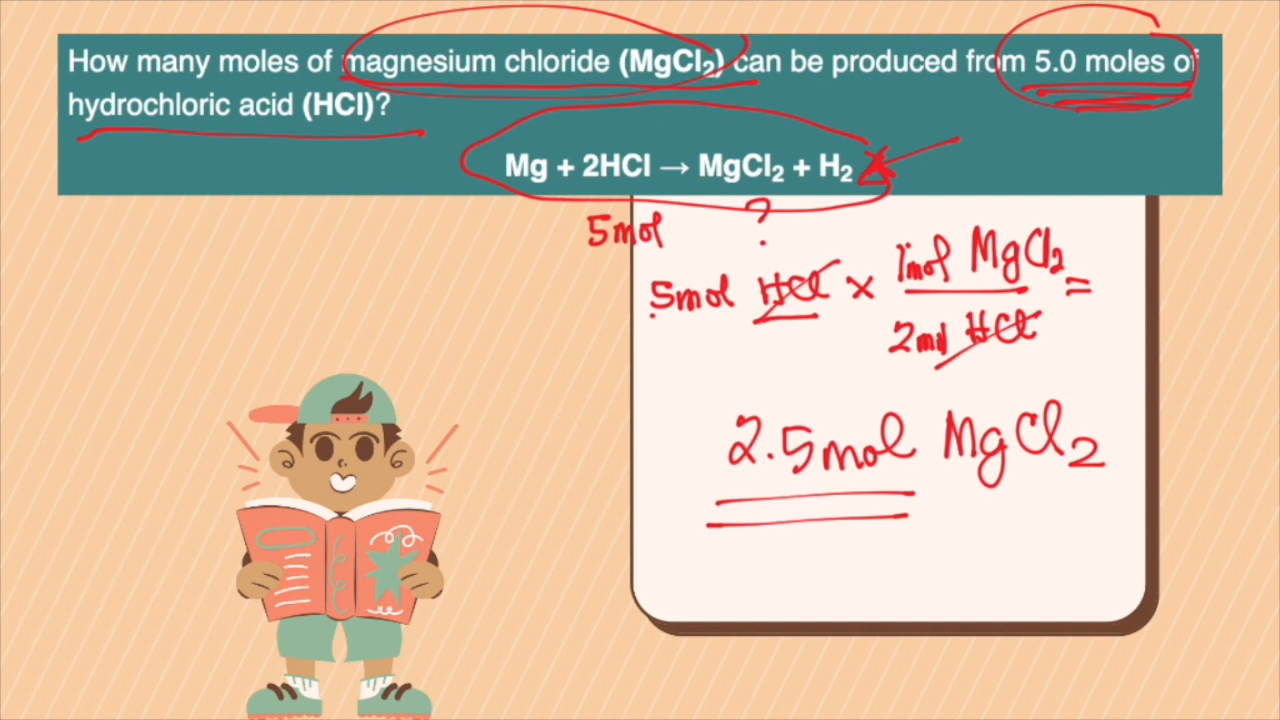 How many moles of magnesium chloride (MgCl₂) can be produced from 5.0 moles of
hydrochloric acid (HCl)?
Mg + 2HCl → MgCl₂ + H₂
5mol ?
5mol HCl × 1mol MgCl₂ =
2mol HCl
2.5mol MgCl₂